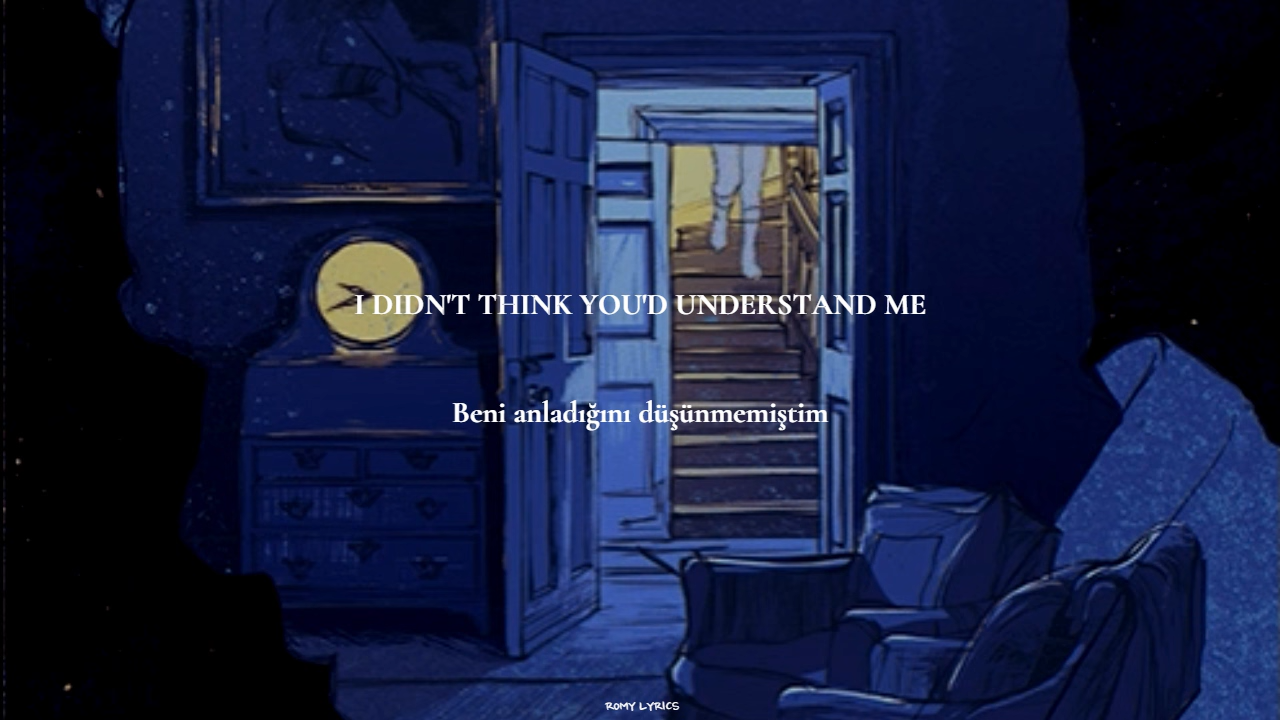 I DIDN'T THINK YOU'D UNDERSTAND ME
Beni anladığını düşünmemiştim
ROMY LYRICS